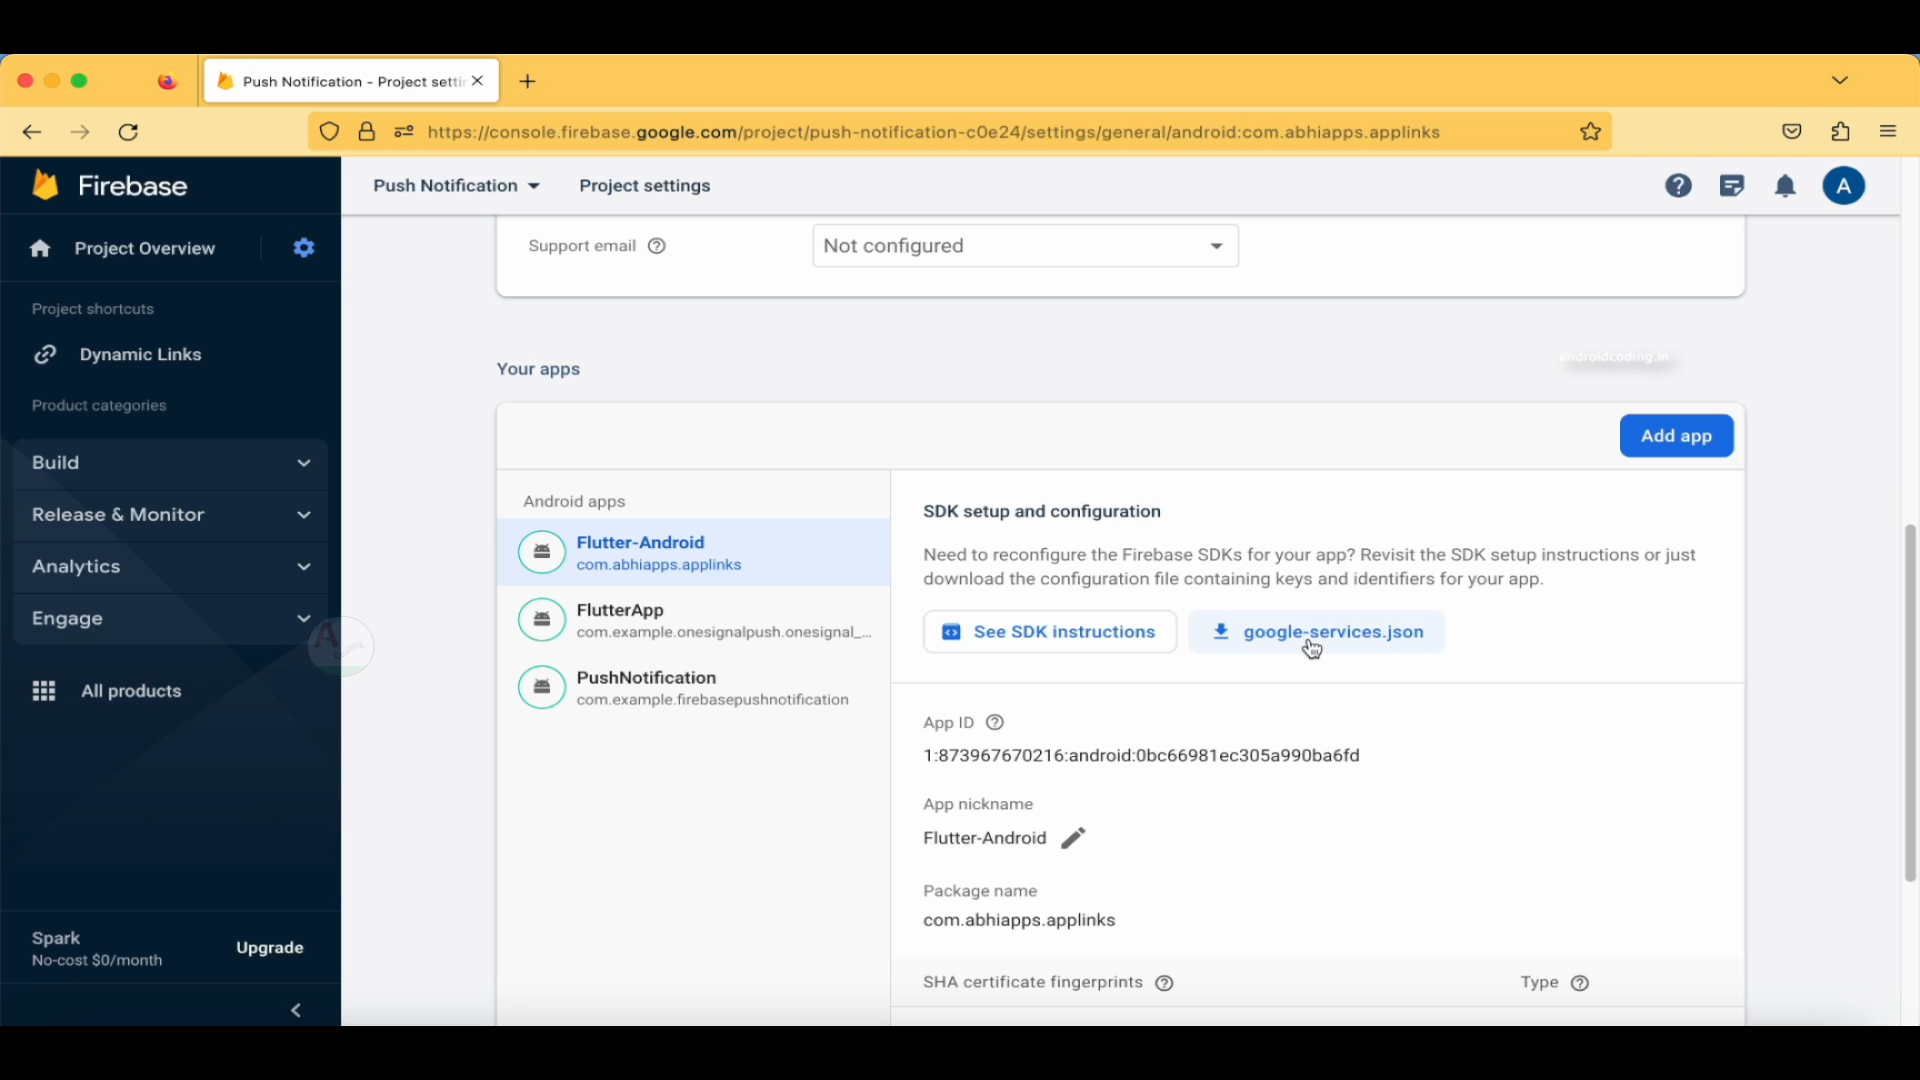 Push Notification - Project setti
https://console.firebase.google.com/project/push-notification-c0e24/settings/general/android:com.abhiapps.applinks
Firebase
Push Notification
Project settings
A
Project Overview
Project shortcuts
Dynamic Links
Product categories
Build
Release & Monitor
Analytics
Engage
All products
Spark
No-cost $0/month
Upgrade
Support email
Not configured
androidcoding.in
Your apps
Add app
Android apps
Flutter-Android
com.abhiapps.applinks
FlutterApp
com.example.onesignalpush.onesignal_...
PushNotification
com.example.firebasepushnotification
SDK setup and configuration
Need to reconfigure the Firebase SDKs for your app? Revisit the SDK setup instructions or just
download the configuration file containing keys and identifiers for your app.
See SDK instructions
google-services.json
App ID
1:873967670216:android:0bc66981ec305a990ba6fd
App nickname
Flutter-Android
Package name
com.abhiapps.applinks
SHA certificate fingerprints
Type